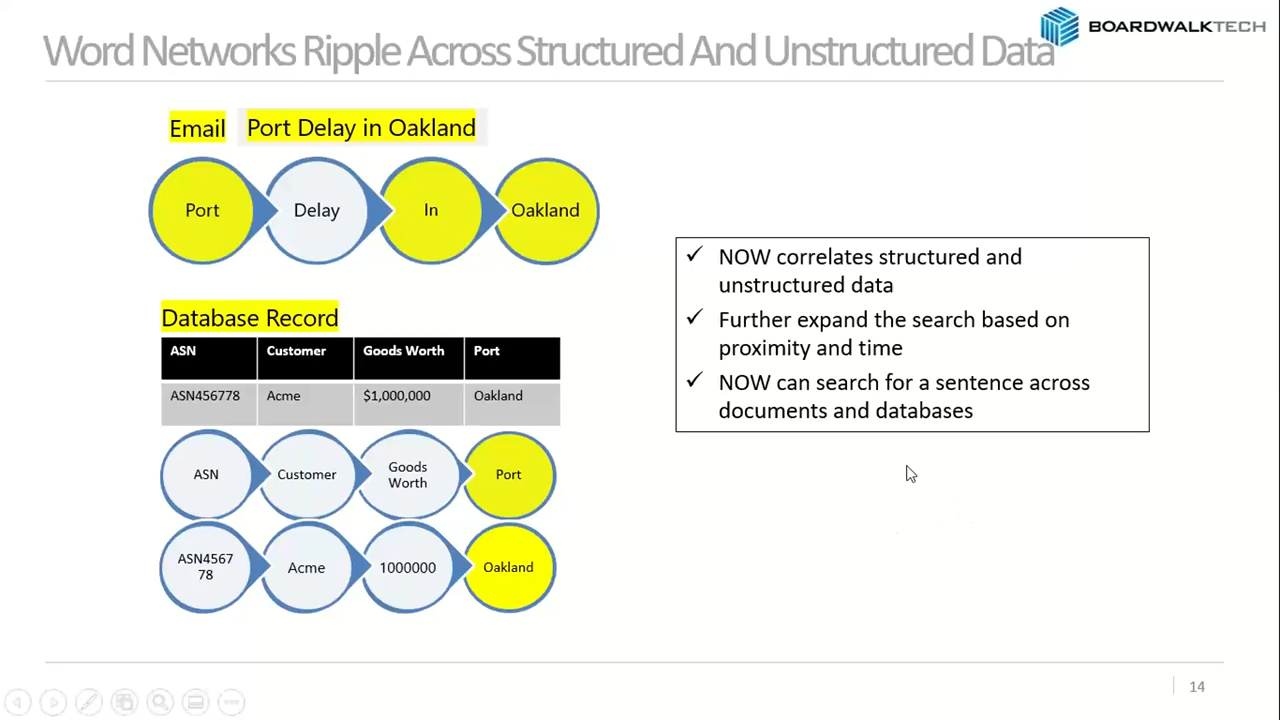 Word Networks Ripple Across Structured And Unstructured Data
BOARDWALKTECH
Email Port Delay in Oakland
Port Delay In Oakland
Database Record
ASN Customer Goods Worth Port
ASN456778 Acme $1,000,000 Oakland
ASN Customer Goods Worth Port
ASN4567
78 Acme 1000000 Oakland
✓ NOW correlates structured and
unstructured data
✓ Further expand the search based on
proximity and time
✓ NOW can search for a sentence across
documents and databases
14